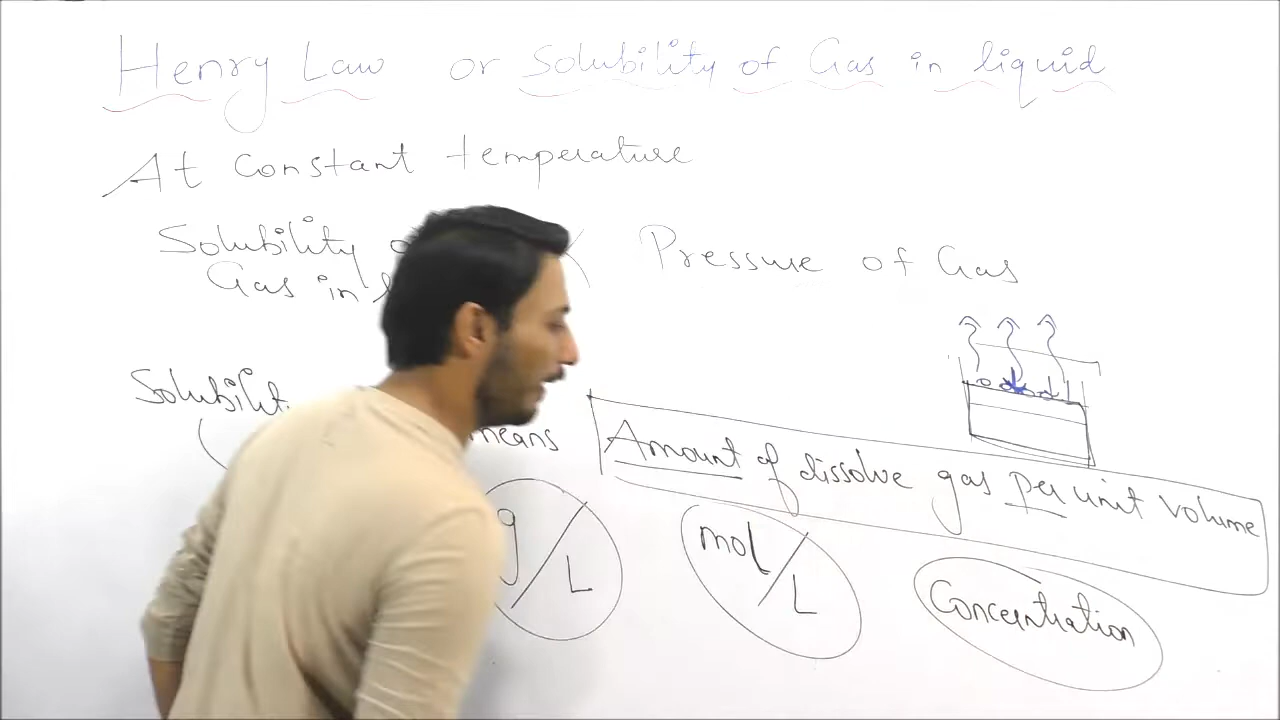 Henry Law or Solubility of Gas in liquid
At constant temperature
Solubility Pressure of Gas
Gas in
means
Amount of dissolve gas per unit volume
g/L mol/L Concentration